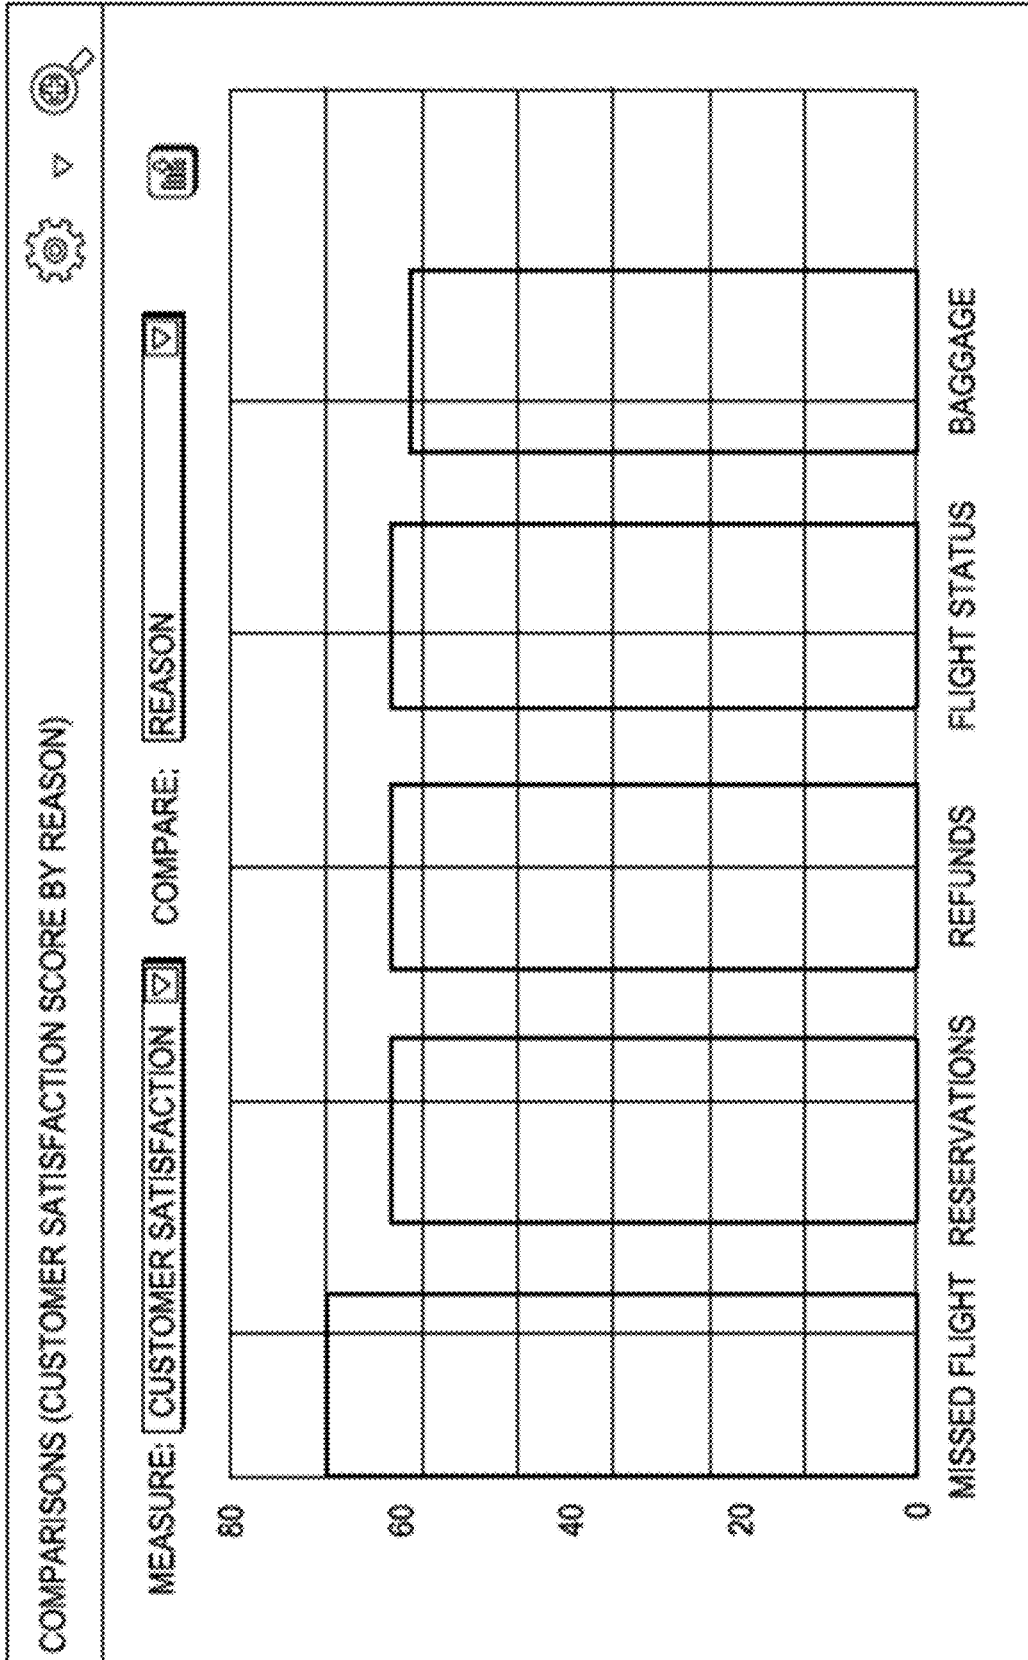 COMPARISONS (CUSTOMER SATISFACTION SCORE BY REASON)
MEASURE: CUSTOMER SATISFACTION COMPARE: REASON
80
60
40
20
0
MISSED FLIGHT RESERVATIONS REFUNDS FLIGHT STATUS BAGGAGE